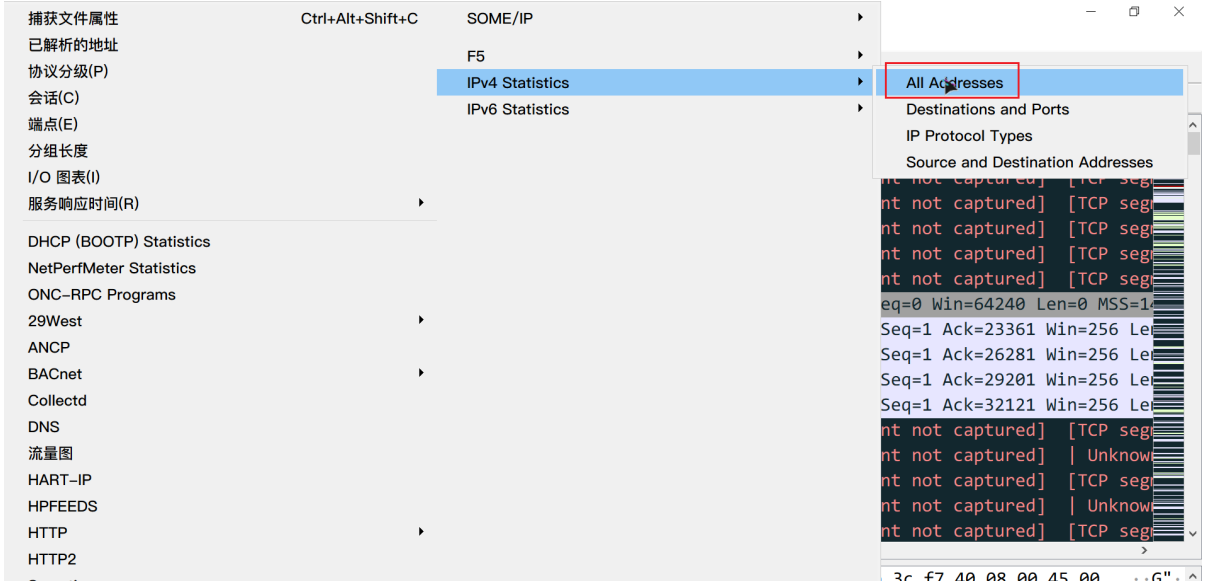 捕获文件属性 Ctrl+Alt+Shift+C
已解析的地址
协议分级(P)
会话(C)
端点(E)
分组长度
I/O 图表(I)
服务响应时间(R)
DHCP (BOOTP) Statistics
NetPerfMeter Statistics
ONC-RPC Programs
29West
ANCP
BACnet
Collectd
DNS
流量图
HART-IP
HPFEEDS
HTTP
HTTP2
SOME/IP
F5
IPv4 Statistics
IPv6 Statistics
All Addresses
Destinations and Ports
IP Protocol Types
Source and Destination Addresses
nt not captured] [TCP seg
nt not captured] [TCP seg
nt not captured] [TCP seg
nt not captured] [TCP seg
nt not captured] [TCP seg
eq=0 Win=64240 Len=0 MSS=14
Seq=1 Ack=23361 Win=256 Le
Seq=1 Ack=26281 Win=256 Le
Seq=1 Ack=29201 Win=256 Le
Seq=1 Ack=32121 Win=256 Le
nt not captured] [TCP seg
nt not captured] | Unknow
nt not captured] [TCP seg
nt not captured] | Unknow
nt not captured] [TCP seg
3c f7 40 08 00 45 00 ··G"·